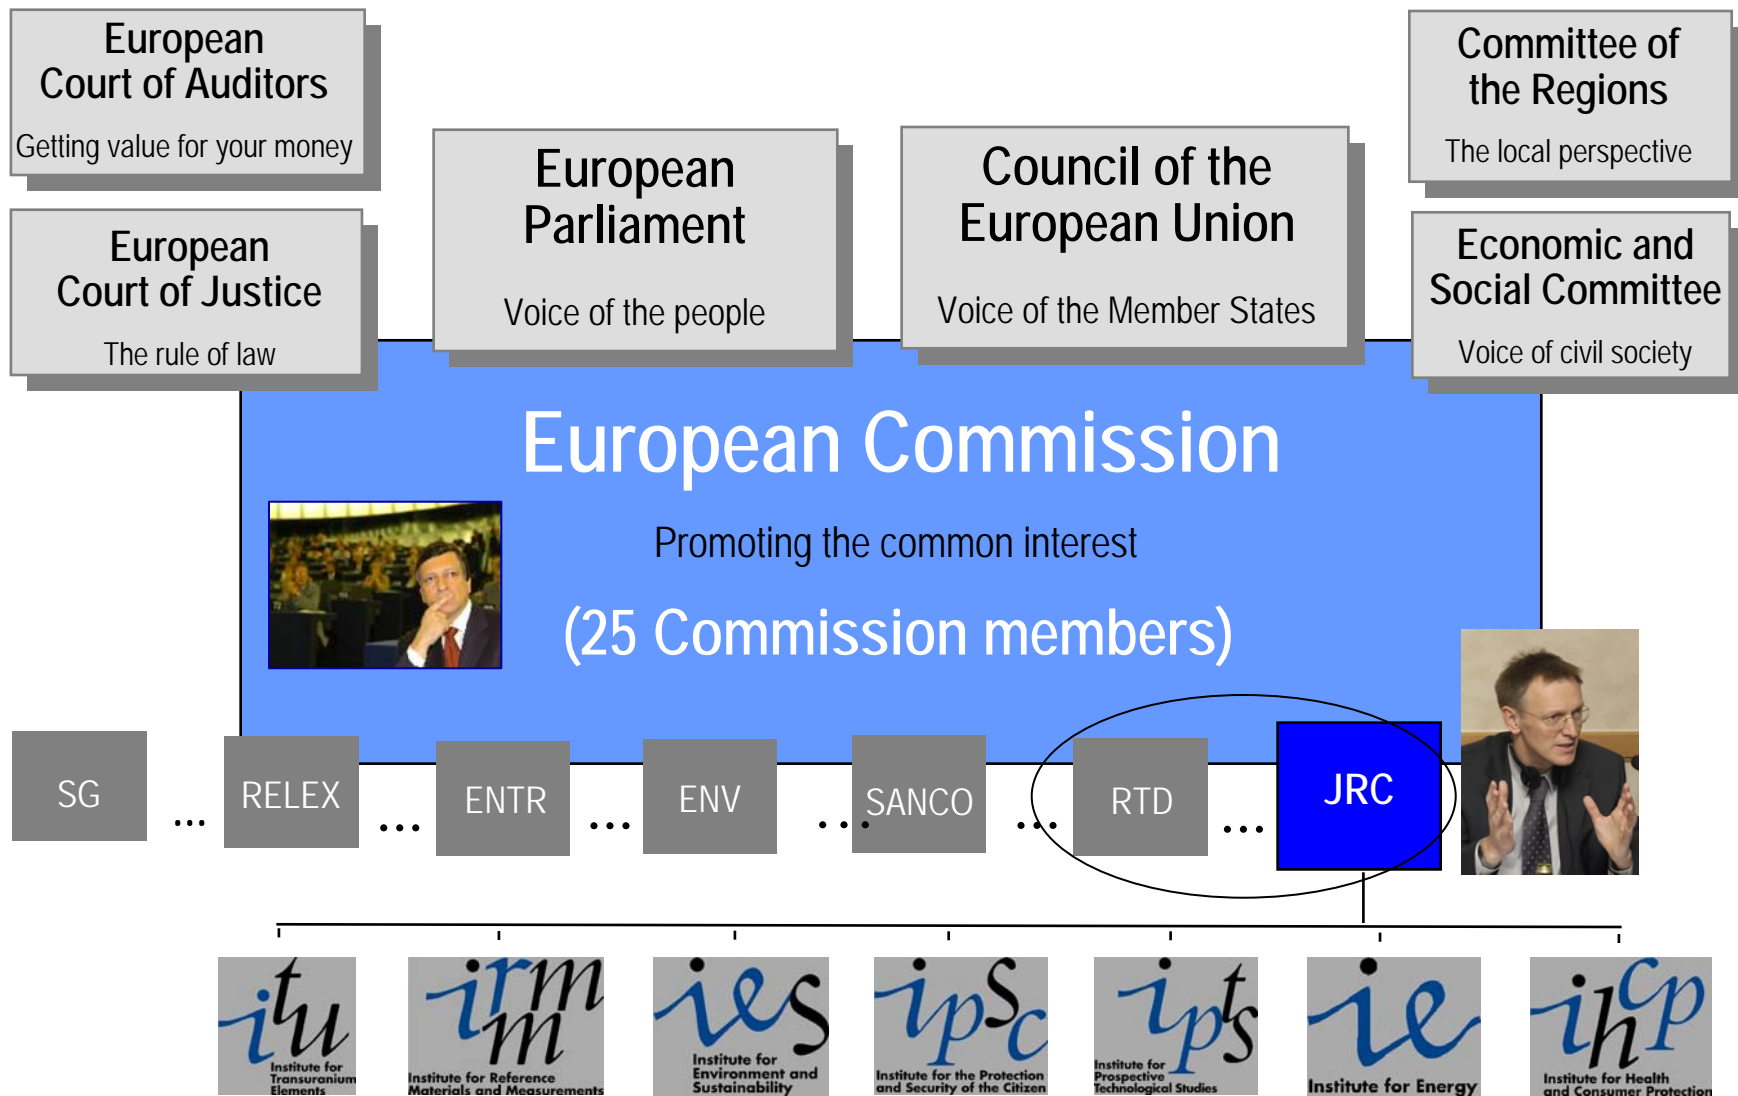 European
Court of Auditors
Getting value for your money
European
Court of Justice
The rule of law
European
Parliament
Voice of the people
Council of the
European Union
Voice of the Member States
Committee of
the Regions
The local perspective
Economic and
Social Committee
Voice of civil society
European Commission
Promoting the common interest
(25 Commission members)
SG
...
RELEX
...
ENTR
...
ENV
...
SANCO
...
RTD
...
JRC
itu
Institute for
Transuranium
Elements
irmm
Institute for Reference
Materials and Measurements
ies
Institute for
Environment and
Sustainability
ipsc
Institute for the Protection
and Security of the Citizen
ipts
Institute for
Prospective
Technological Studies
ie
Institute for Energy
ihcp
Institute for Health
and Consumer Protection